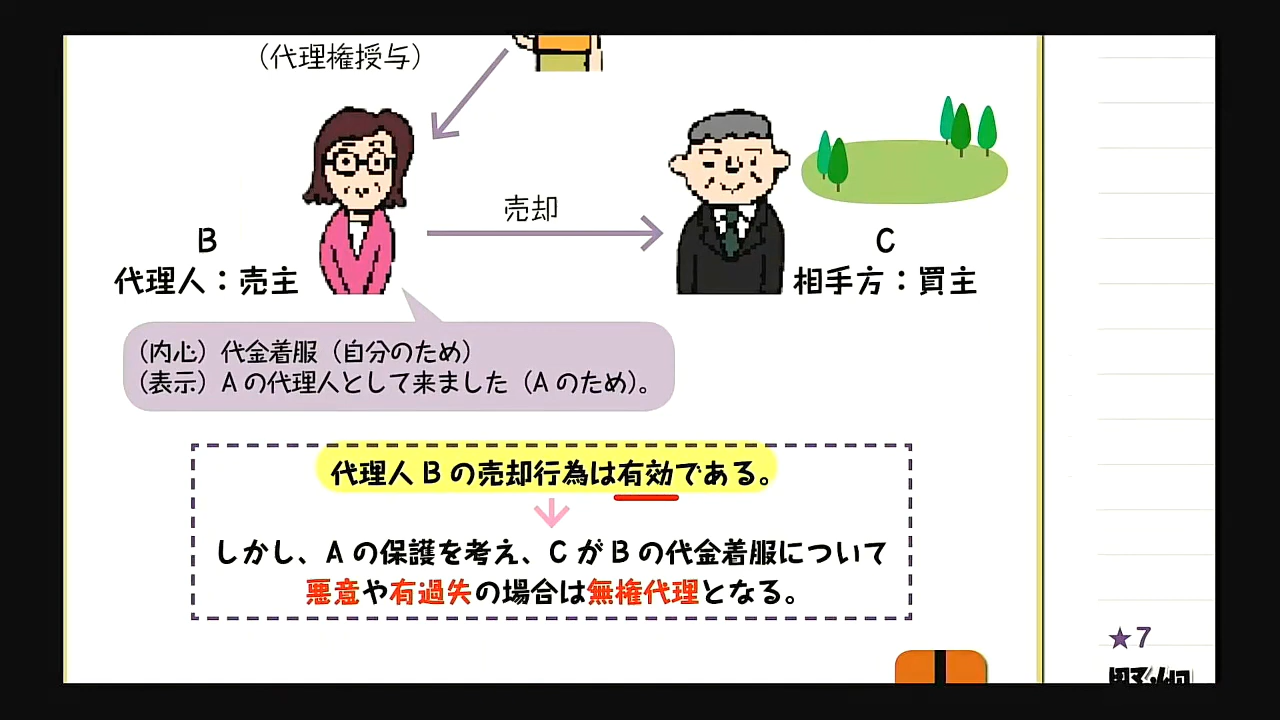 （代理権授与）
売却
B
代理人：売主
C
相手方：買主
（内心）代金着服（自分のため）
（表示）Aの代理人として来ました（Aのため）。
代理人Bの売却行為は有効である。
しかし、Aの保護を考え、CがBの代金着服について
悪意や有過失の場合は無権代理となる。
★7